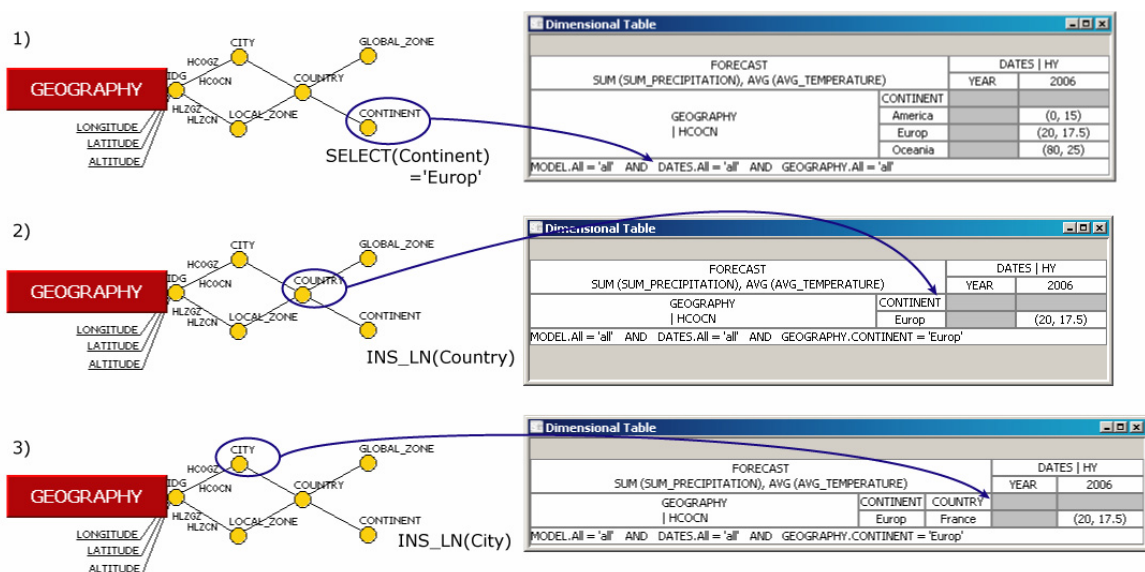 1)
CITY
GLOBAL_ZONE
HCOGZ
IDG
HCOCN
COUNTRY
GEOGRAPHY
HLZGZ
HLZCN
LOCAL_ZONE
CONTINENT
LONGITUDE
LATITUDE
ALTITUDE
SELECT(Continent)
='Europ'
Dimensional Table
FORECAST
SUM (SUM_PRECIPITATION), AVG (AVG_TEMPERATURE)
DATES | HY
YEAR 2006
CONTINENT
GEOGRAPHY
| HCOCN
America (0, 15)
Europ (20, 17.5)
Oceania (80, 25)
MODEL.All = 'all' AND DATES.All = 'all' AND GEOGRAPHY.All = 'all'
2)
CITY
GLOBAL_ZONE
HCOGZ
IDG
HCOCN
COUNTRY
GEOGRAPHY
HLZGZ
HLZCN
LOCAL_ZONE
CONTINENT
LONGITUDE
LATITUDE
ALTITUDE
INS_LN(Country)
Dimensional Table
FORECAST
SUM (SUM_PRECIPITATION), AVG (AVG_TEMPERATURE)
DATES | HY
YEAR 2006
GEOGRAPHY
| HCOCN
CONTINENT
Europ (20, 17.5)
MODEL.All = 'all' AND DATES.All = 'all' AND GEOGRAPHY.CONTINENT = 'Europ'
3)
CITY
GLOBAL_ZONE
HCOGZ
IDG
HCOCN
COUNTRY
GEOGRAPHY
HLZGZ
HLZCN
LOCAL_ZONE
CONTINENT
LONGITUDE
LATITUDE
ALTITUDE
INS_LN(City)
Dimensional Table
FORECAST
SUM (SUM_PRECIPITATION), AVG (AVG_TEMPERATURE)
DATES | HY
YEAR 2006
GEOGRAPHY
| HCOCN
CONTINENT COUNTRY
Europ France (20, 17.5)
MODEL.All = 'all' AND DATES.All = 'all' AND GEOGRAPHY.CONTINENT = 'Europ'